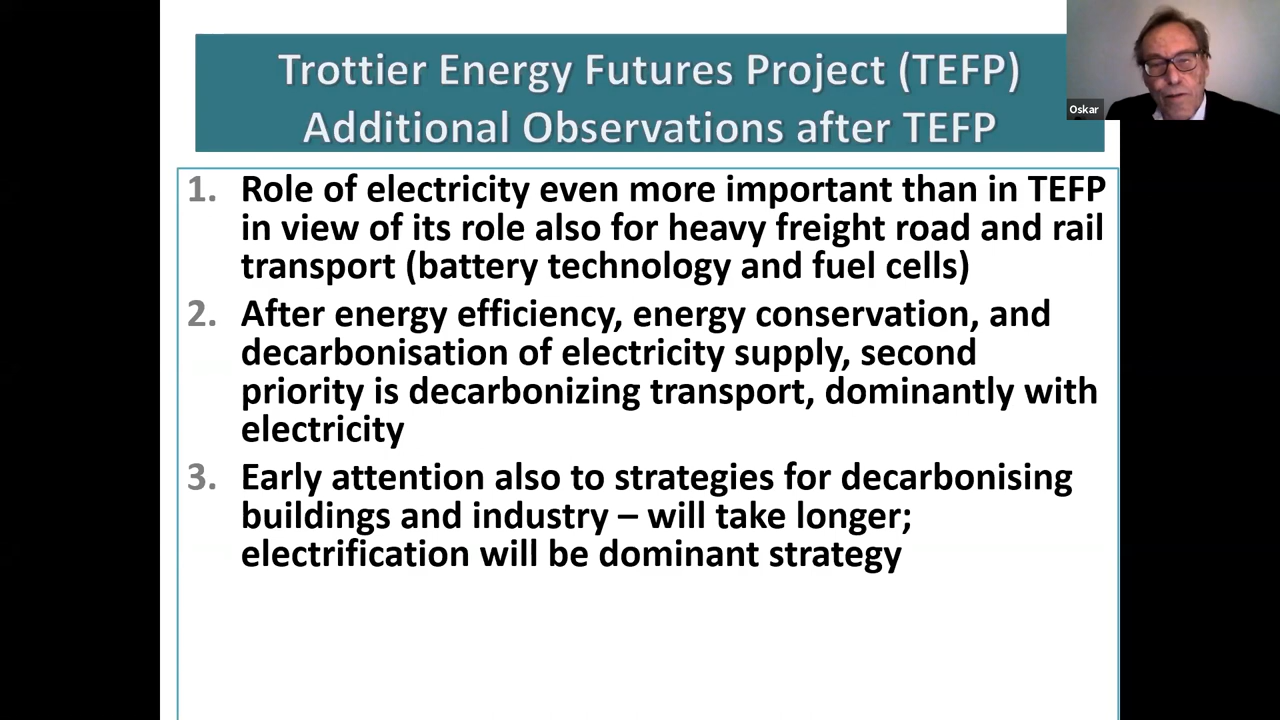 Trottier Energy Futures Project (TEFP)
Additional Observations after TEFP
Oskar
1. Role of electricity even more important than in TEFP
in view of its role also for heavy freight road and rail
transport (battery technology and fuel cells)
2. After energy efficiency, energy conservation, and
decarbonisation of electricity supply, second
priority is decarbonizing transport, dominantly with
electricity
3. Early attention also to strategies for decarbonising
buildings and industry – will take longer;
electrification will be dominant strategy